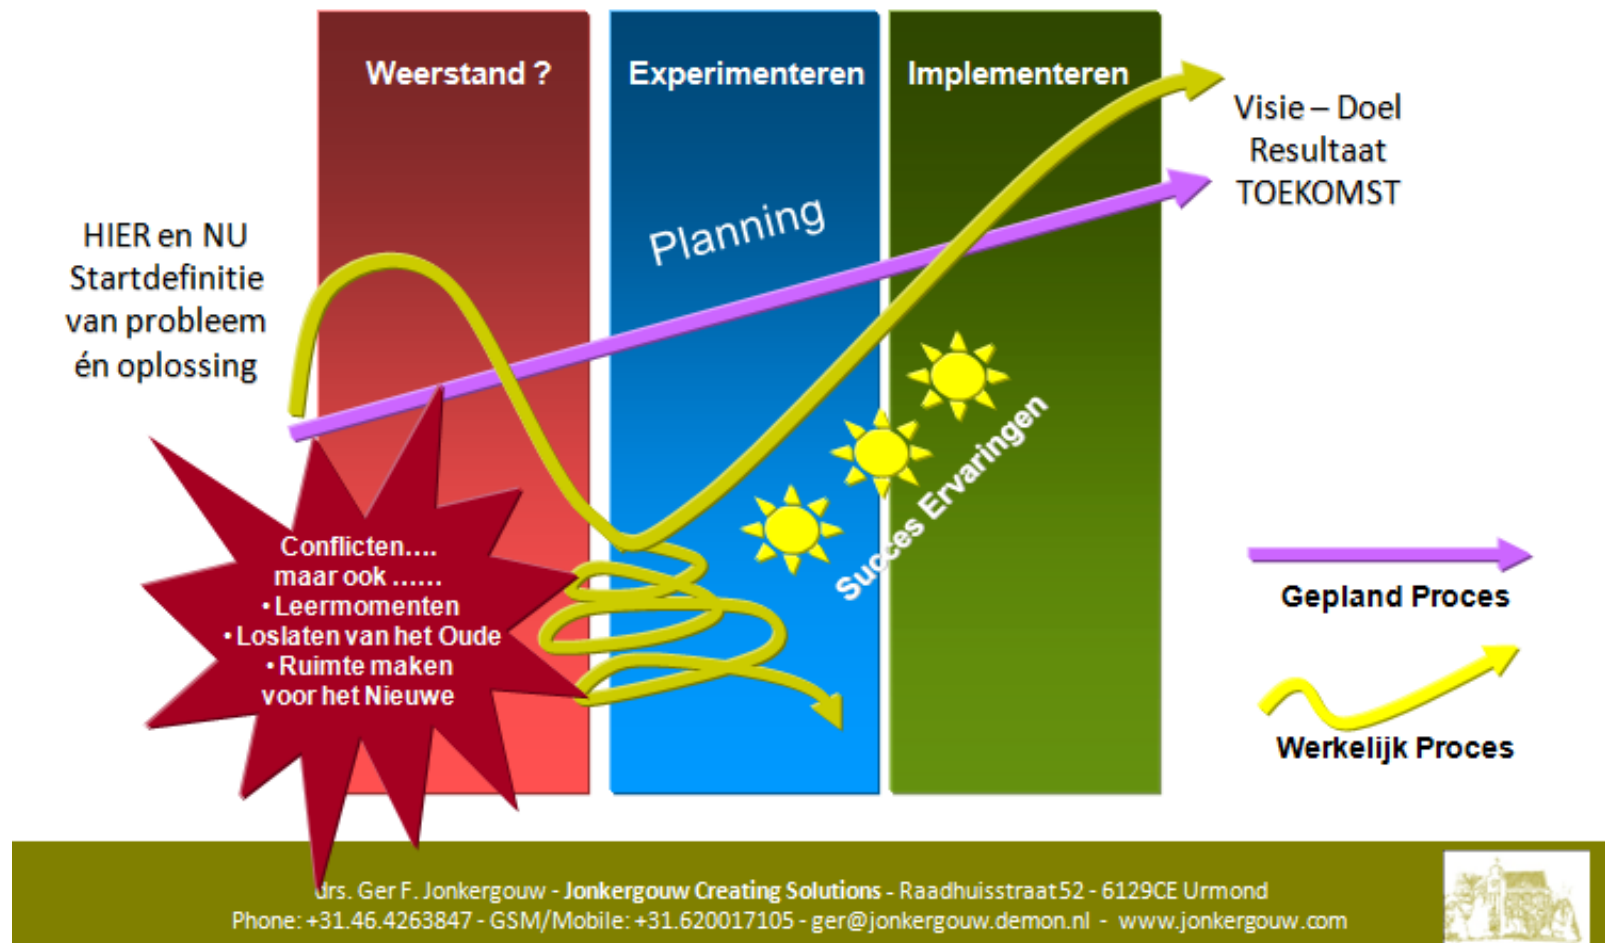 Weerstand ?
Experimenteren
Implementeren
Visie – Doel
Resultaat
TOEKOMST
Planning
HIER en NU
Startdefinitie
van probleem
én oplossing
Succes Ervaringen
Conflicten....
maar ook ......
• Leermomenten
• Loslaten van het Oude
• Ruimte maken
voor het Nieuwe
Gepland Proces
Werkelijk Proces
drs. Ger F. Jonkergouw - Jonkergouw Creating Solutions - Raadhuisstraat 52 - 6129CE Urmond
Phone: +31.46.4263847 - GSM/Mobile: +31.620017105 - ger@jonkergouw.demon.nl - www.jonkergouw.com